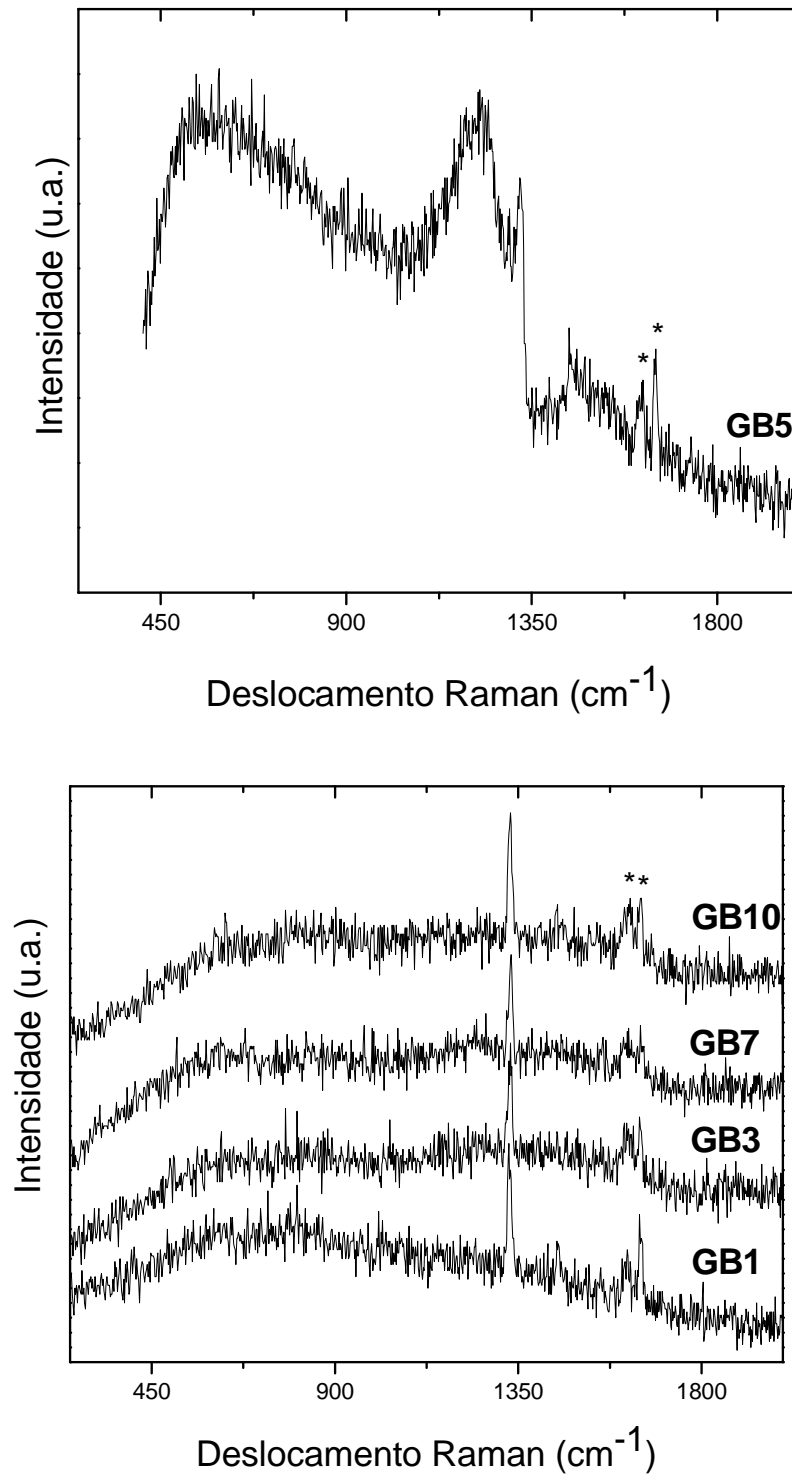 Intensidade (u.a.)
*
*
GB5
450 900 1350 1800
Deslocamento Raman (cm-1)
Intensidade (u.a.)
* *
GB10
GB7
GB3
GB1
450 900 1350 1800
Deslocamento Raman (cm-1)